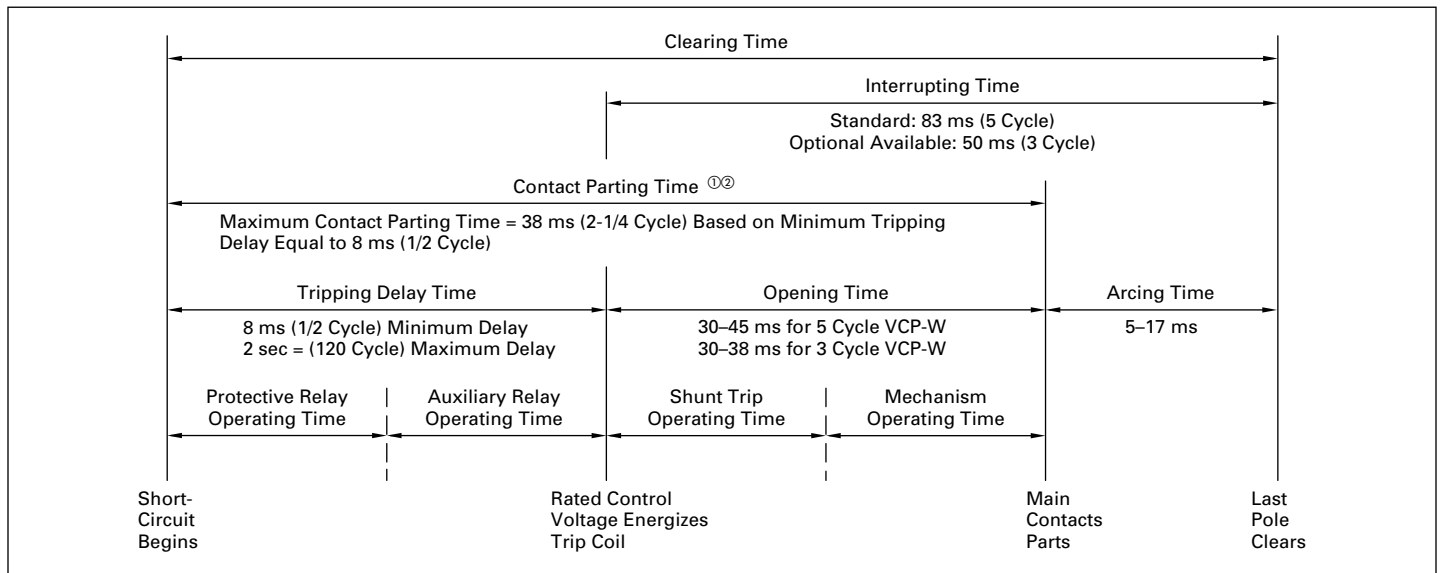 Clearing Time
Interrupting Time
Standard: 83 ms (5 Cycle)
Optional Available: 50 ms (3 Cycle)
Contact Parting Time ①②
Maximum Contact Parting Time = 38 ms (2-1/4 Cycle) Based on Minimum Tripping
Delay Equal to 8 ms (1/2 Cycle)
Tripping Delay Time
8 ms (1/2 Cycle) Minimum Delay
2 sec = (120 Cycle) Maximum Delay
Opening Time
30–45 ms for 5 Cycle VCP-W
30–38 ms for 3 Cycle VCP-W
Arcing Time
5–17 ms
Protective Relay
Operating Time
Auxiliary Relay
Operating Time
Shunt Trip
Operating Time
Mechanism
Operating Time
Short-
Circuit
Begins
Rated Control
Voltage Energizes
Trip Coil
Main
Contacts
Parts
Last
Pole
Clears